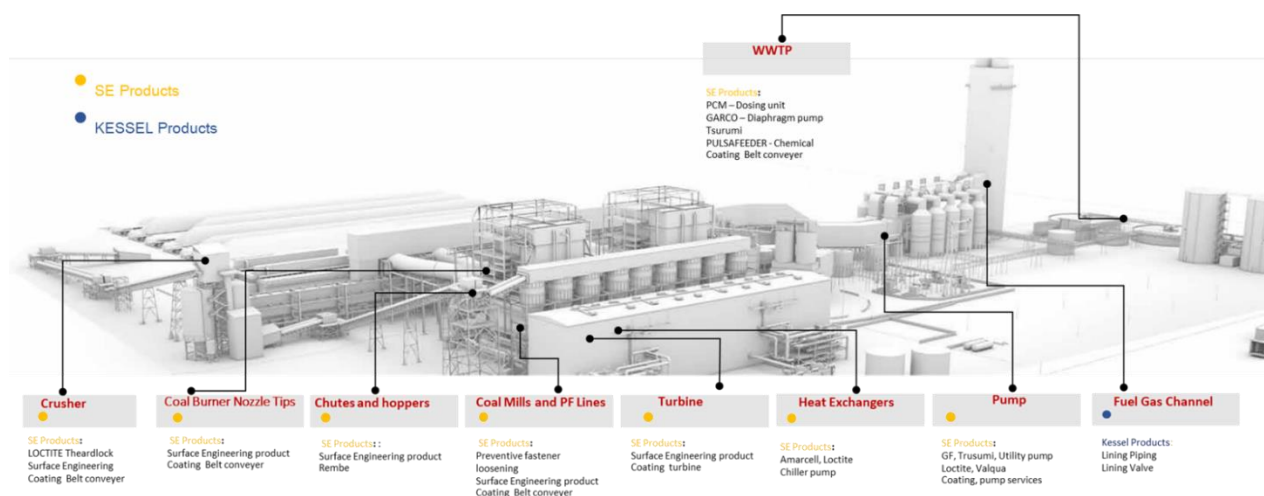 WWTP
SE Products
KESSEL Products
SE Products:
PCM – Dosing unit
GARCO – Diaphragm pump
Tsurumi
PULSAFEEDER - Chemical
Coating Belt conveyer
Crusher
SE Products:
LOCTITE Theardlock
Surface Engineering
Coating Belt conveyer
Coal Burner Nozzle Tips
SE Products:
Surface Engineering product
Coating Belt conveyer
Chutes and hoppers
SE Products: :
Surface Engineering product
Rembe
Coal Mills and PF Lines
SE Products:
Preventive fastener
loosening
Surface Engineering product
Coating Belt conveyer
Turbine
SE Products:
Surface Engineering product
Coating turbine
Heat Exchangers
SE Products:
Amarcell, Loctite
Chiller pump
Pump
SE Products:
GF, Trusumi, Utility pump
Loctite, Valqua
Coating, pump services
Fuel Gas Channel
Kessel Products:
Lining Piping
Lining Valve